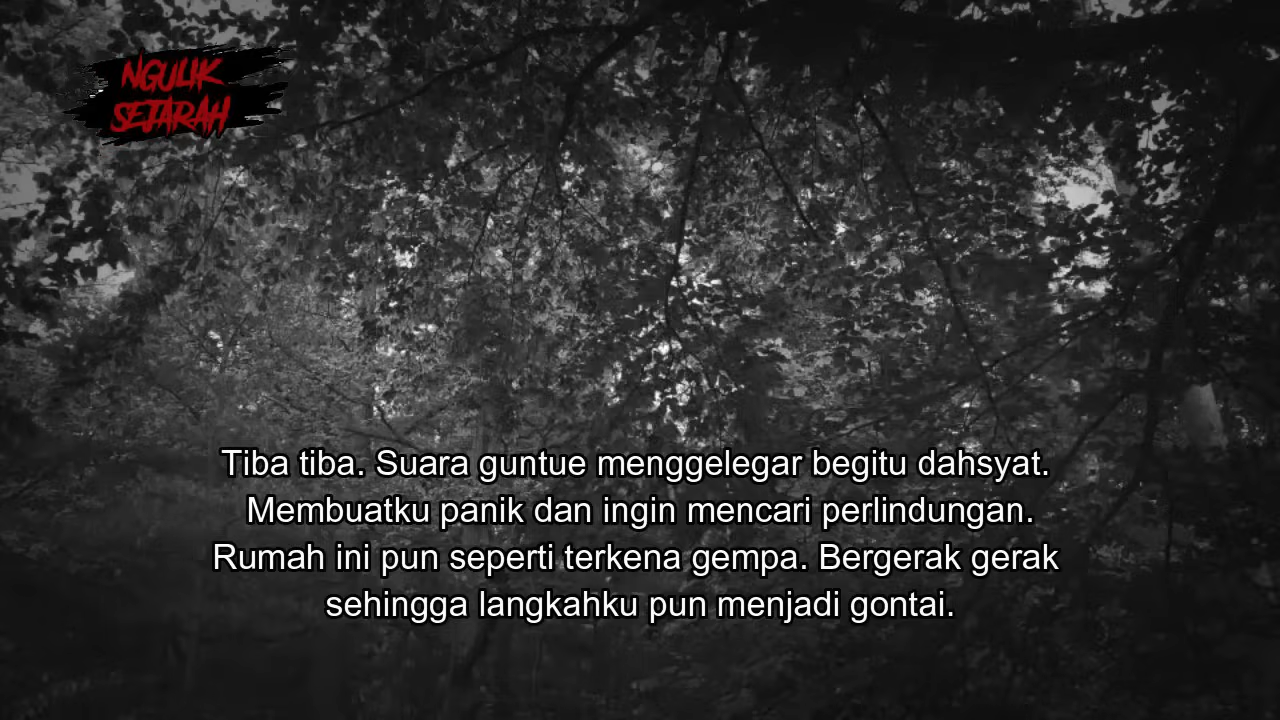 NGULIK
SEJARAH
Tiba tiba. Suara guntue menggelegar begitu dahsyat.
Membuatku panik dan ingin mencari perlindungan.
Rumah ini pun seperti terkena gempa. Bergerak gerak
sehingga langkahku pun menjadi gontai.